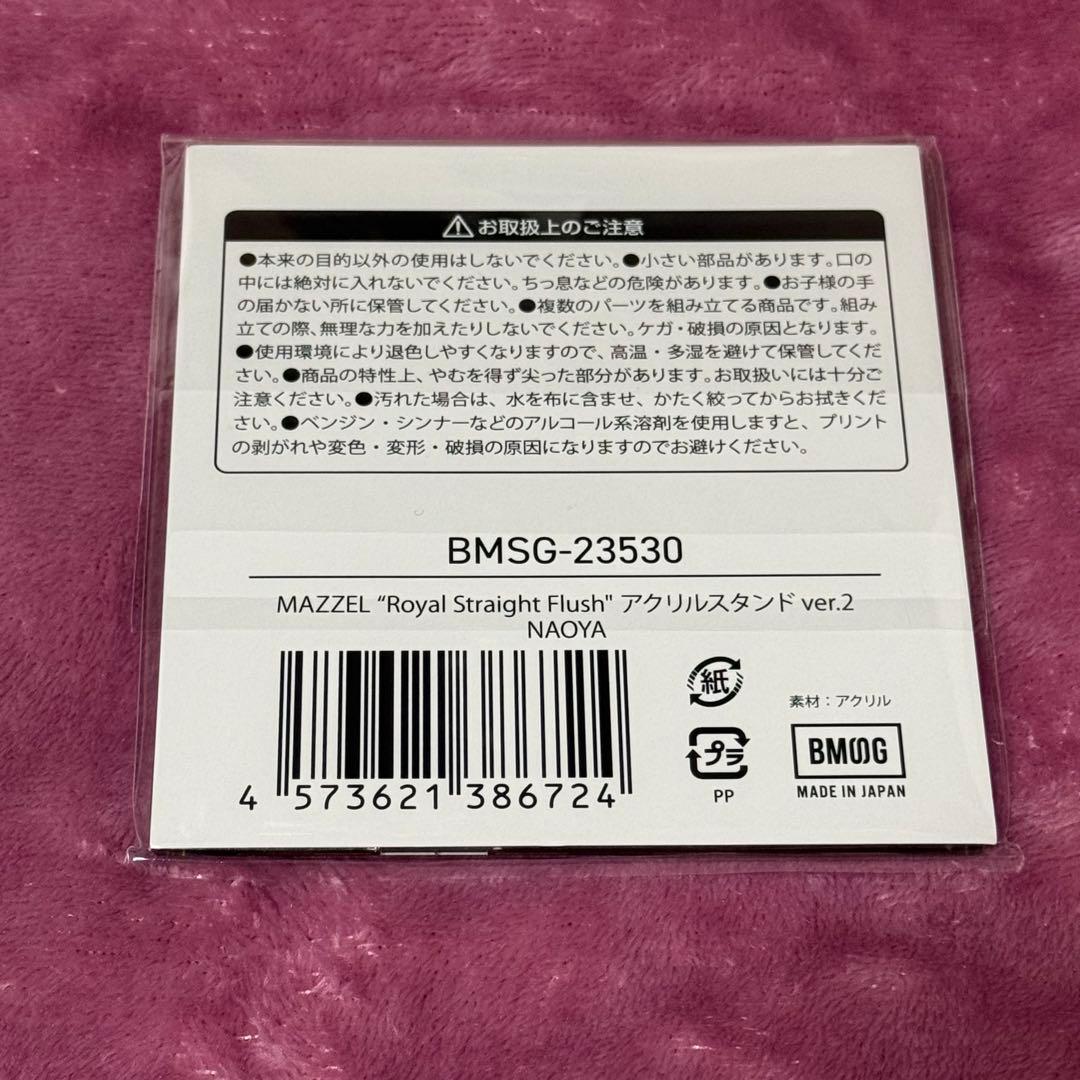 ⚠お取扱上のご注意
●本来の目的以外の使用はしないでください。●小さい部品があります。口の
中には絶対に入れないでください。ちっ息などの危険があります。●お子様の手
の届かない所に保管してください。●複数のパーツを組み立てる商品です。組み
立ての際、無理な力を加えたりしないでください。ケガ・破損の原因となります。
●使用環境により退色しやすくなりますので、高温・多湿を避けて保管してくだ
さい。●商品の特性上、やむを得ず尖った部分があります。お取扱いには十分ご
注意ください。●汚れた場合は、水を布に含ませ、かたく絞ってからお拭きくだ
さい。●ベンジン・シンナーなどのアルコール系溶剤を使用しますと、プリント
の剥がれや変色・変形・破損の原因になりますのでお避けください。
BMSG-23530
MAZZEL “Royal Straight Flush" アクリルスタンド ver.2
NAOYA
4 573621 386724
紙
プラ
PP
素材：アクリル
BMSG
MADE IN JAPAN